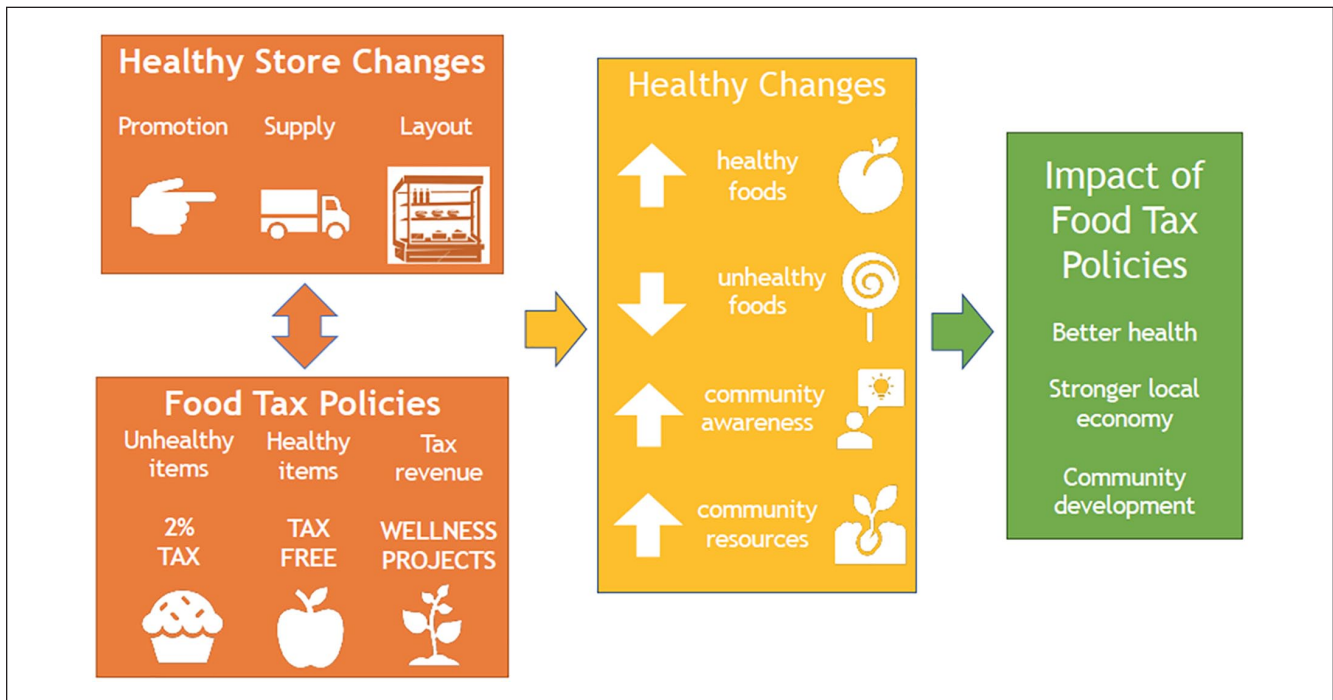 Healthy Store Changes
Promotion Supply Layout
Food Tax Policies
Unhealthy items
Healthy items
Tax revenue
2% TAX
TAX FREE
WELLNESS PROJECTS
Healthy Changes
healthy
foods
unhealthy
foods
community
awareness
community
resources
Impact of
Food Tax
Policies
Better health
Stronger local
economy
Community
development